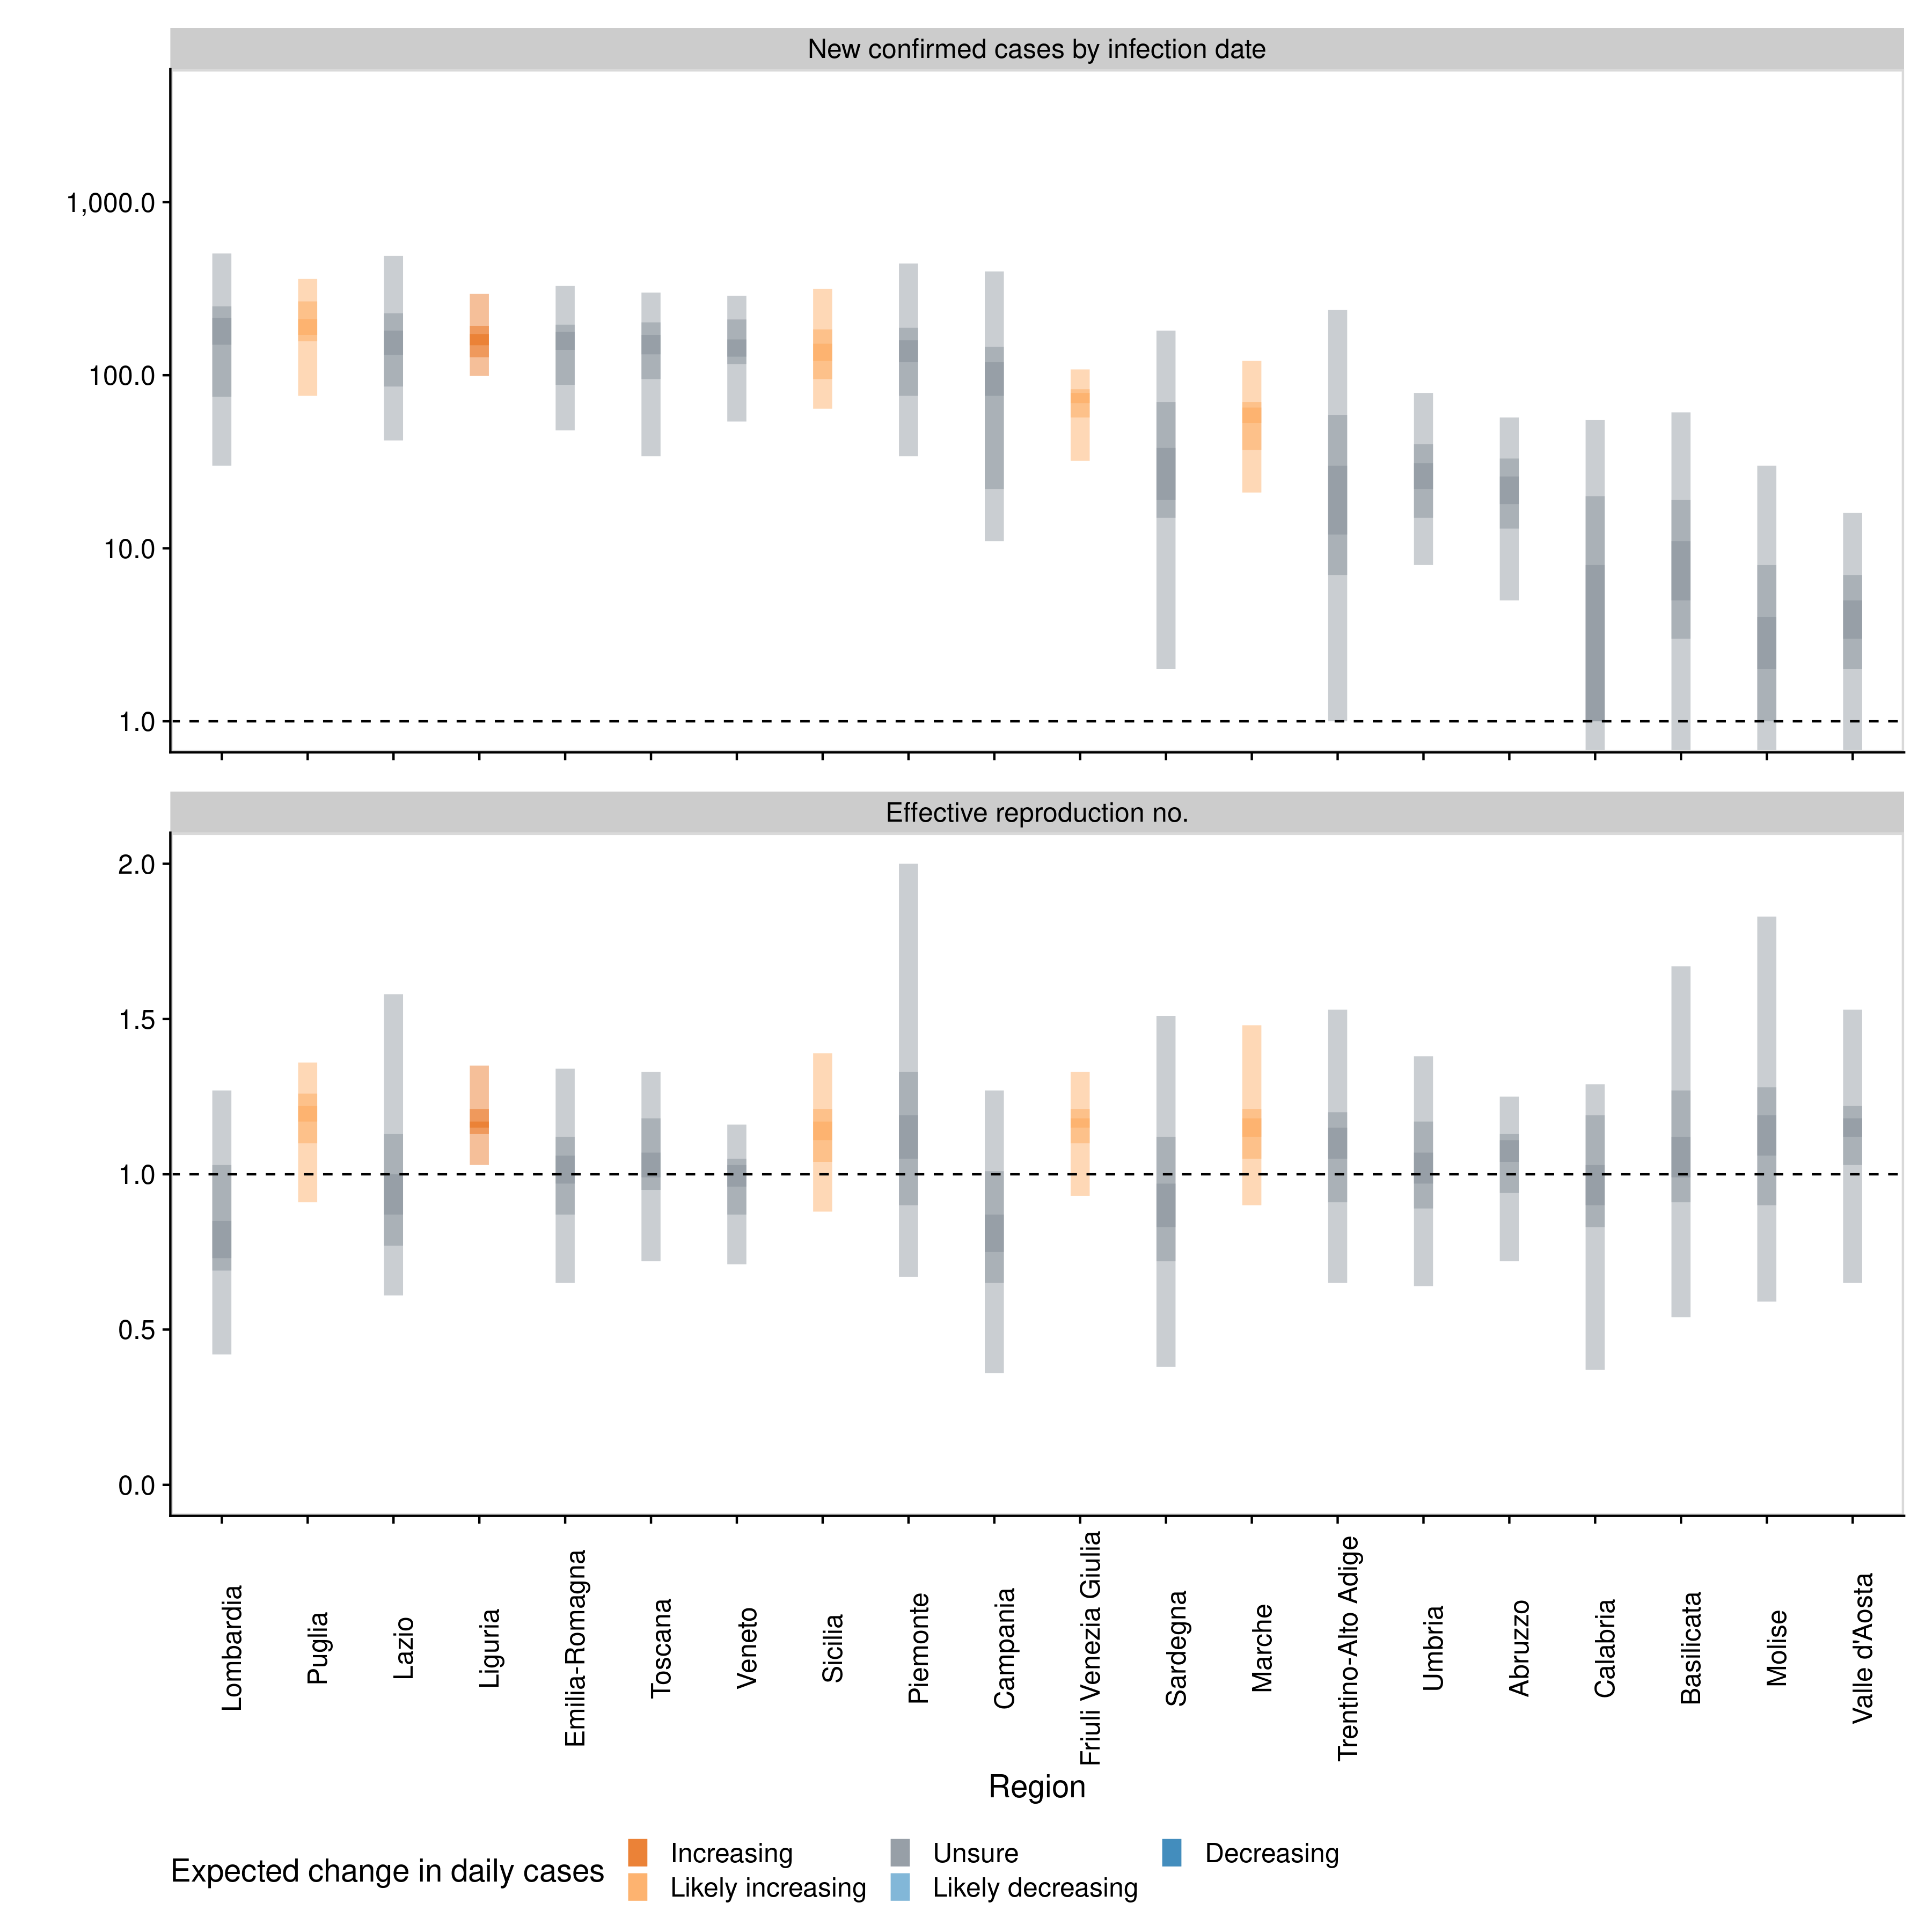 New confirmed cases by infection date
1,000.0
100.0
10.0
1.0
Effective reproduction no.
2.0
1.5
1.0
0.5
0.0
Lombardia
Puglia
Lazio
Liguria
Emilia-Romagna
Toscana
Veneto
Sicilia
Piemonte
Campania
Friuli Venezia Giulia
Sardegna
Marche
Trentino-Alto Adige
Umbria
Abruzzo
Calabria
Basilicata
Molise
Valle d'Aosta
Region
Expected change in daily cases
Increasing
Likely increasing
Unsure
Likely decreasing
Decreasing